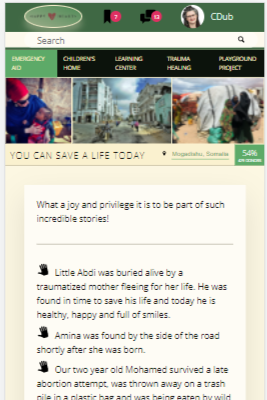 HAPPY HEARTS
7
13
CDub
Search
EMERGENCY AID
CHILDREN'S HOME
LEARNING CENTER
TRAUMA HEALING
PLAYGROUND PROJECT
YOU CAN SAVE A LIFE TODAY
Mogadishu, Somalia
54%
What a joy and privilege it is to be part of such
incredible stories!
Little Abdi was buried alive by a
traumatized mother fleeing for her life. He was
found in time to save his life and today he is
healthy, happy and full of smiles.
Amina was found by the side of the road
shortly after she was born.
Our two year old Mohamed survived a late
abortion attempt, was thrown away on a trash
pile in a plastic bag and was being eaten by wild